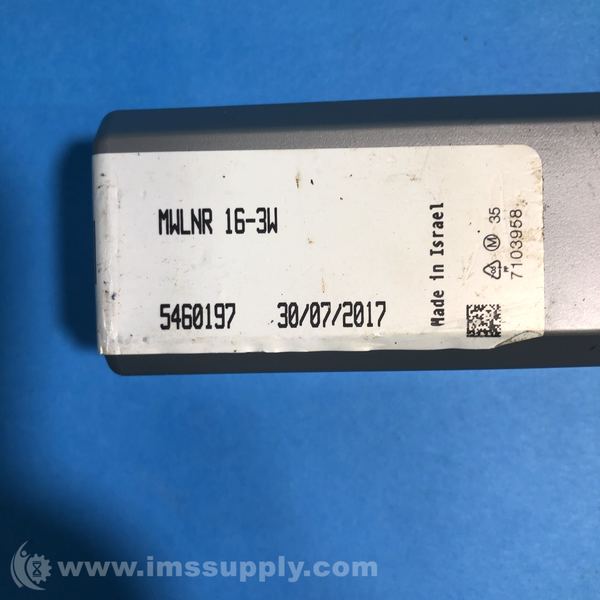 MWLNR 16-3W
5460197 30/07/2017
Made in Israel
M 35
7103958
www.imssupply.com